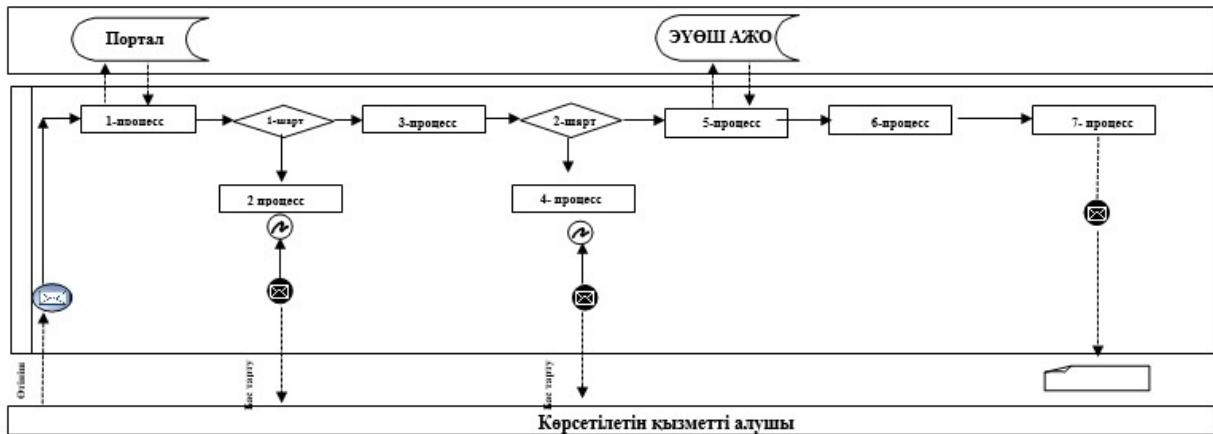 Портал
ЭҮӨШ АЖО
1-процесс
1-шарт
3-процесс
2-шарт
5-процесс
6-процесс
7- процесс
2 процесс
4- процесс
Өтініш
Бас тарту
Бас тарту
Көрсетілетін қызметті алушы